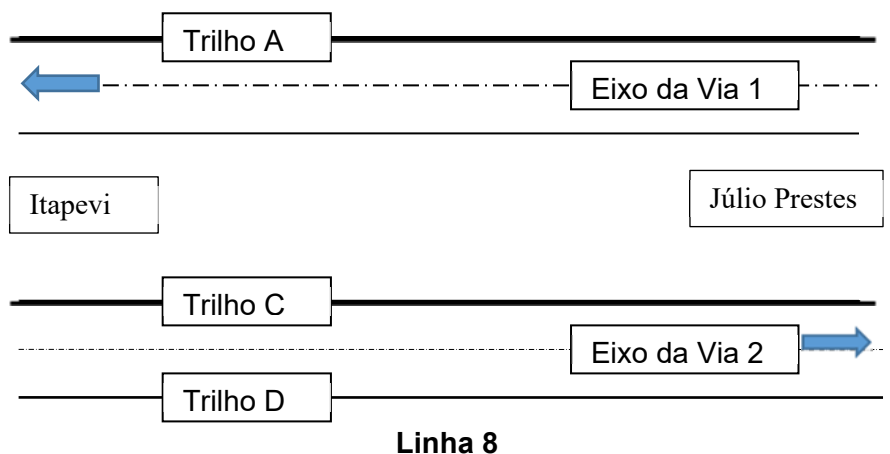 Trilho A
Eixo da Via 1
Itapevi
Júlio Prestes
Trilho C
Eixo da Via 2
Trilho D
Linha 8